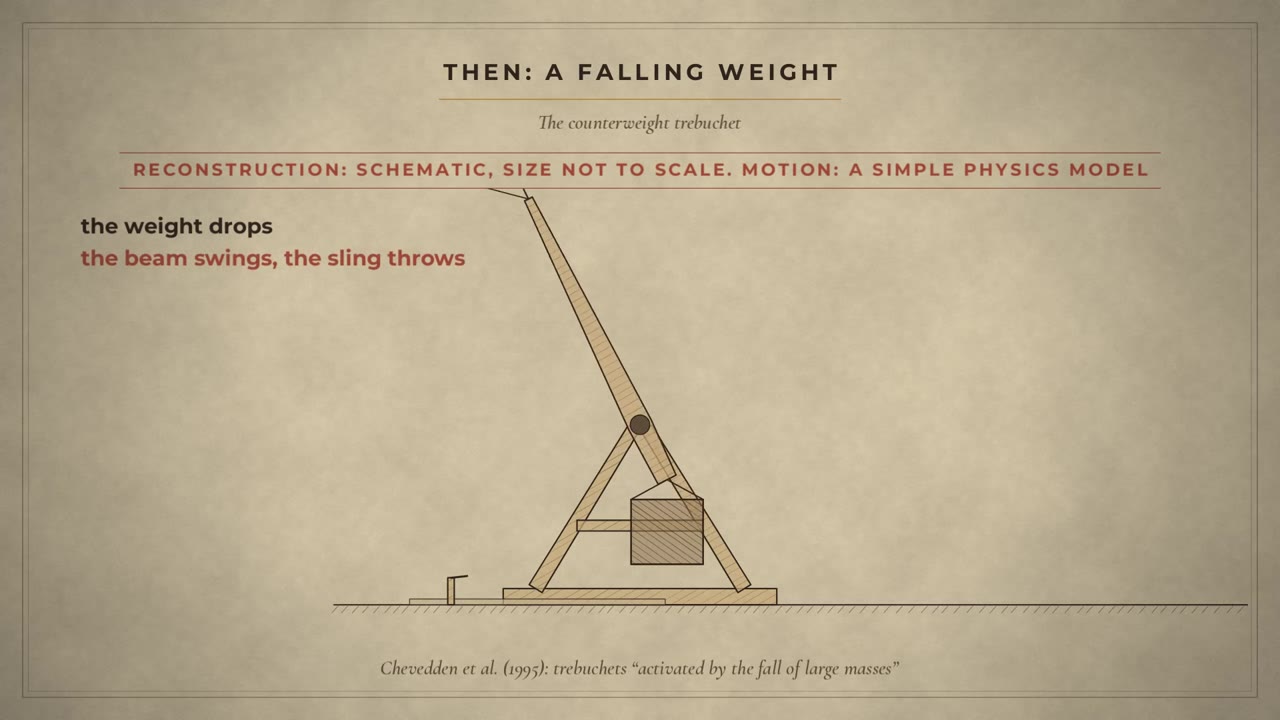 THEN: A FALLING WEIGHT
The counterweight trebuchet
RECONSTRUCTION: SCHEMATIC, SIZE NOT TO SCALE. MOTION: A SIMPLE PHYSICS MODEL
the weight drops
the beam swings, the sling throws
Chevedden et al. (1995): trebuchets “activated by the fall of large masses”